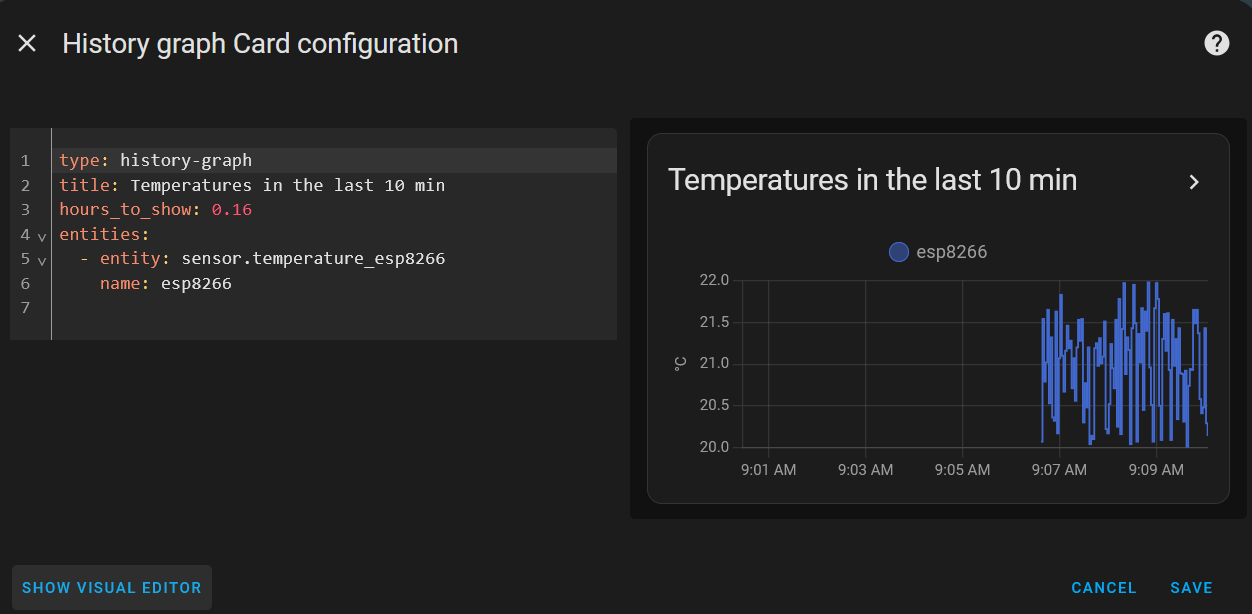 History graph Card configuration
1 type: history-graph
2 title: Temperatures in the last 10 min
3 hours_to_show: 0.16
4 entities:
5 - entity: sensor.temperature_esp8266
6 name: esp8266
7
Temperatures in the last 10 min
esp8266
22.0
21.5
21.0
20.5
20.0
°C
9:01 AM 9:03 AM 9:05 AM 9:07 AM 9:09 AM
SHOW VISUAL EDITOR
CANCEL SAVE